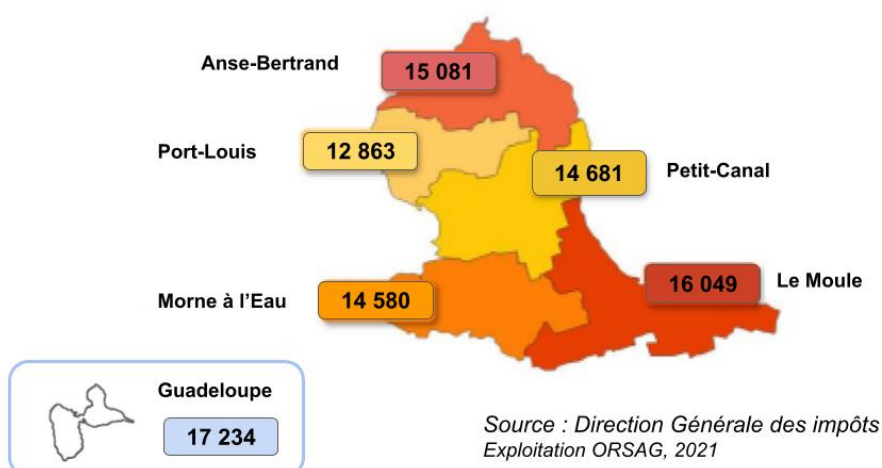 Anse-Bertrand
15 081
Port-Louis
12 863
14 681
Petit-Canal
16 049
Le Moule
Morne à l’Eau
14 580
Guadeloupe
17 234
Source : Direction Générale des impôts
Exploitation ORSAG, 2021